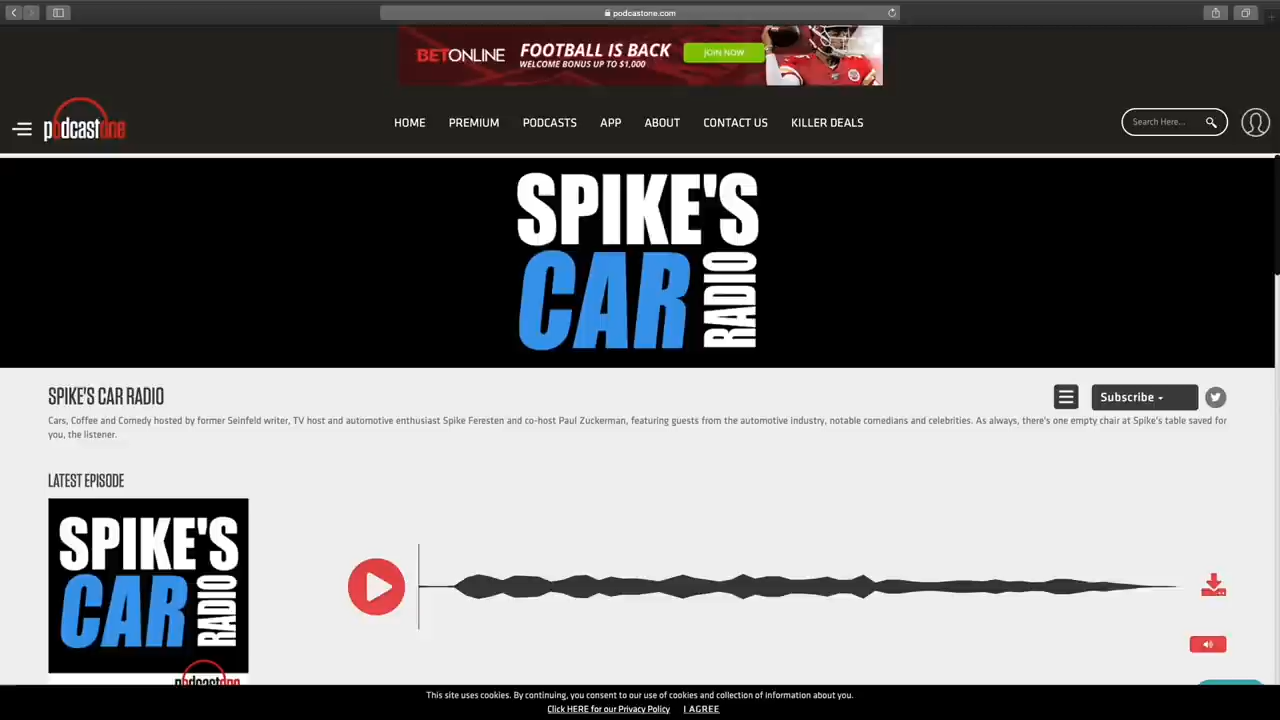 podcastone.com
BETONLINE
FOOTBALL IS BACK
WELCOME BONUS UP TO $1,000
JOIN NOW
podcastone
HOME
PREMIUM
PODCASTS
APP
ABOUT
CONTACT US
KILLER DEALS
Search Here...
SPIKE'S
CAR
RADIO
SPIKE'S CAR RADIO
Subscribe
Cars, Coffee and Comedy hosted by former Seinfeld writer, TV host and automotive enthusiast Spike Feresten and co-host Paul Zuckerman, featuring guests from the automotive industry, notable comedians and celebrities. As always, there's one empty chair at Spike's table saved for
you, the listener.
LATEST EPISODE
SPIKE'S
CAR
RADIO
podcastone
This site uses cookies. By continuing, you consent to our use of cookies and collection of information about you.
Click HERE for our Privacy Policy
I AGREE